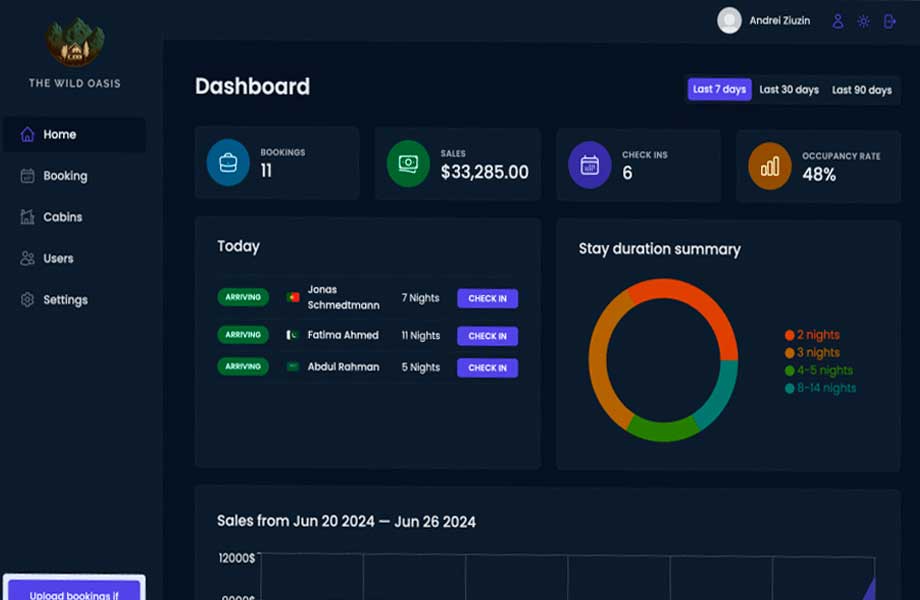 Andrei Ziuzin
THE WILD OASIS
Home
Booking
Cabins
Users
Settings
Upload bookings if
Dashboard
Last 7 days Last 30 days Last 90 days
BOOKINGS
11
SALES
$33,285.00
CHECK INS
6
OCCUPANCY RATE
48%
Today
ARRIVING Jonas Schmedtmann 7 Nights CHECK IN
ARRIVING Fatima Ahmed 11 Nights CHECK IN
ARRIVING Abdul Rahman 5 Nights CHECK IN
Stay duration summary
2 nights
3 nights
4-5 nights
8-14 nights
Sales from Jun 20 2024 — Jun 26 2024
12000$